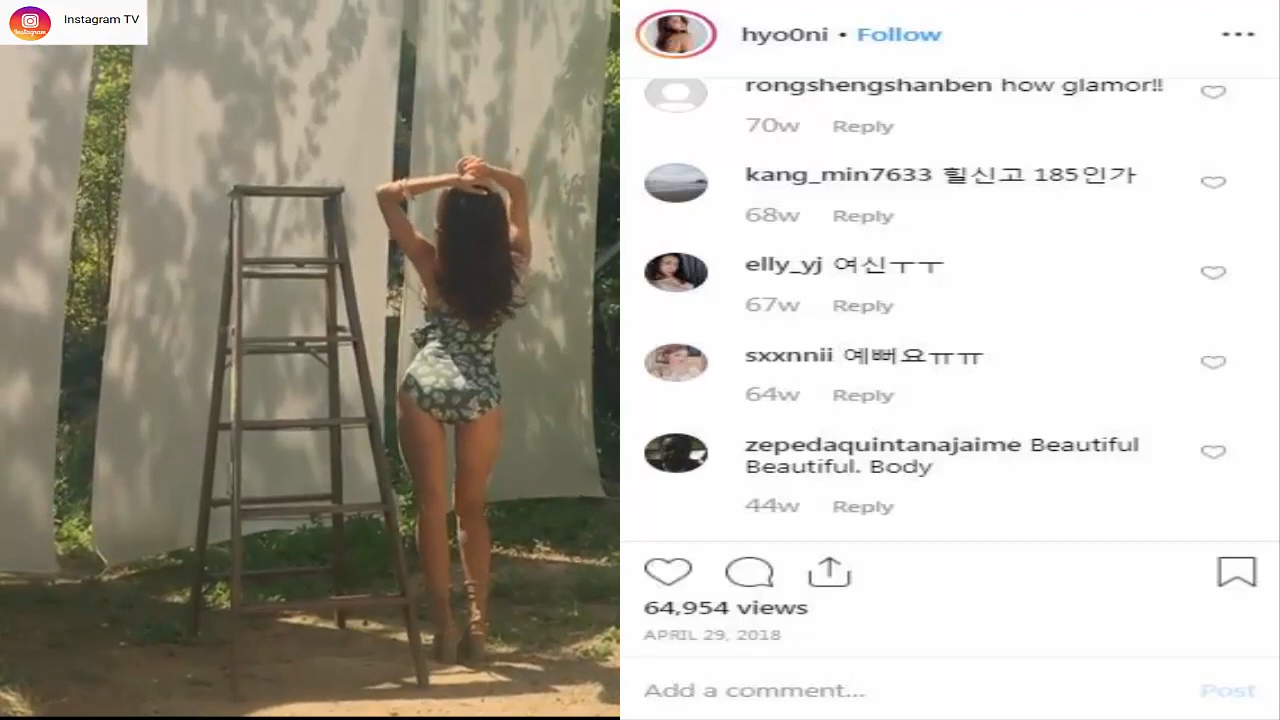 Instagram TV
Instagram
hyo0ni • Follow
rongshengshanben how glamor!!
70w Reply
kang_min7633 힐신고 185인가
68w Reply
elly_yj 여신ㅜㅜ
67w Reply
sxxnnii 예뻐요ㅠㅠ
64w Reply
zepedaquintanajaime Beautiful
Beautiful. Body
44w Reply
64,954 views
APRIL 29, 2018
Add a comment... Post